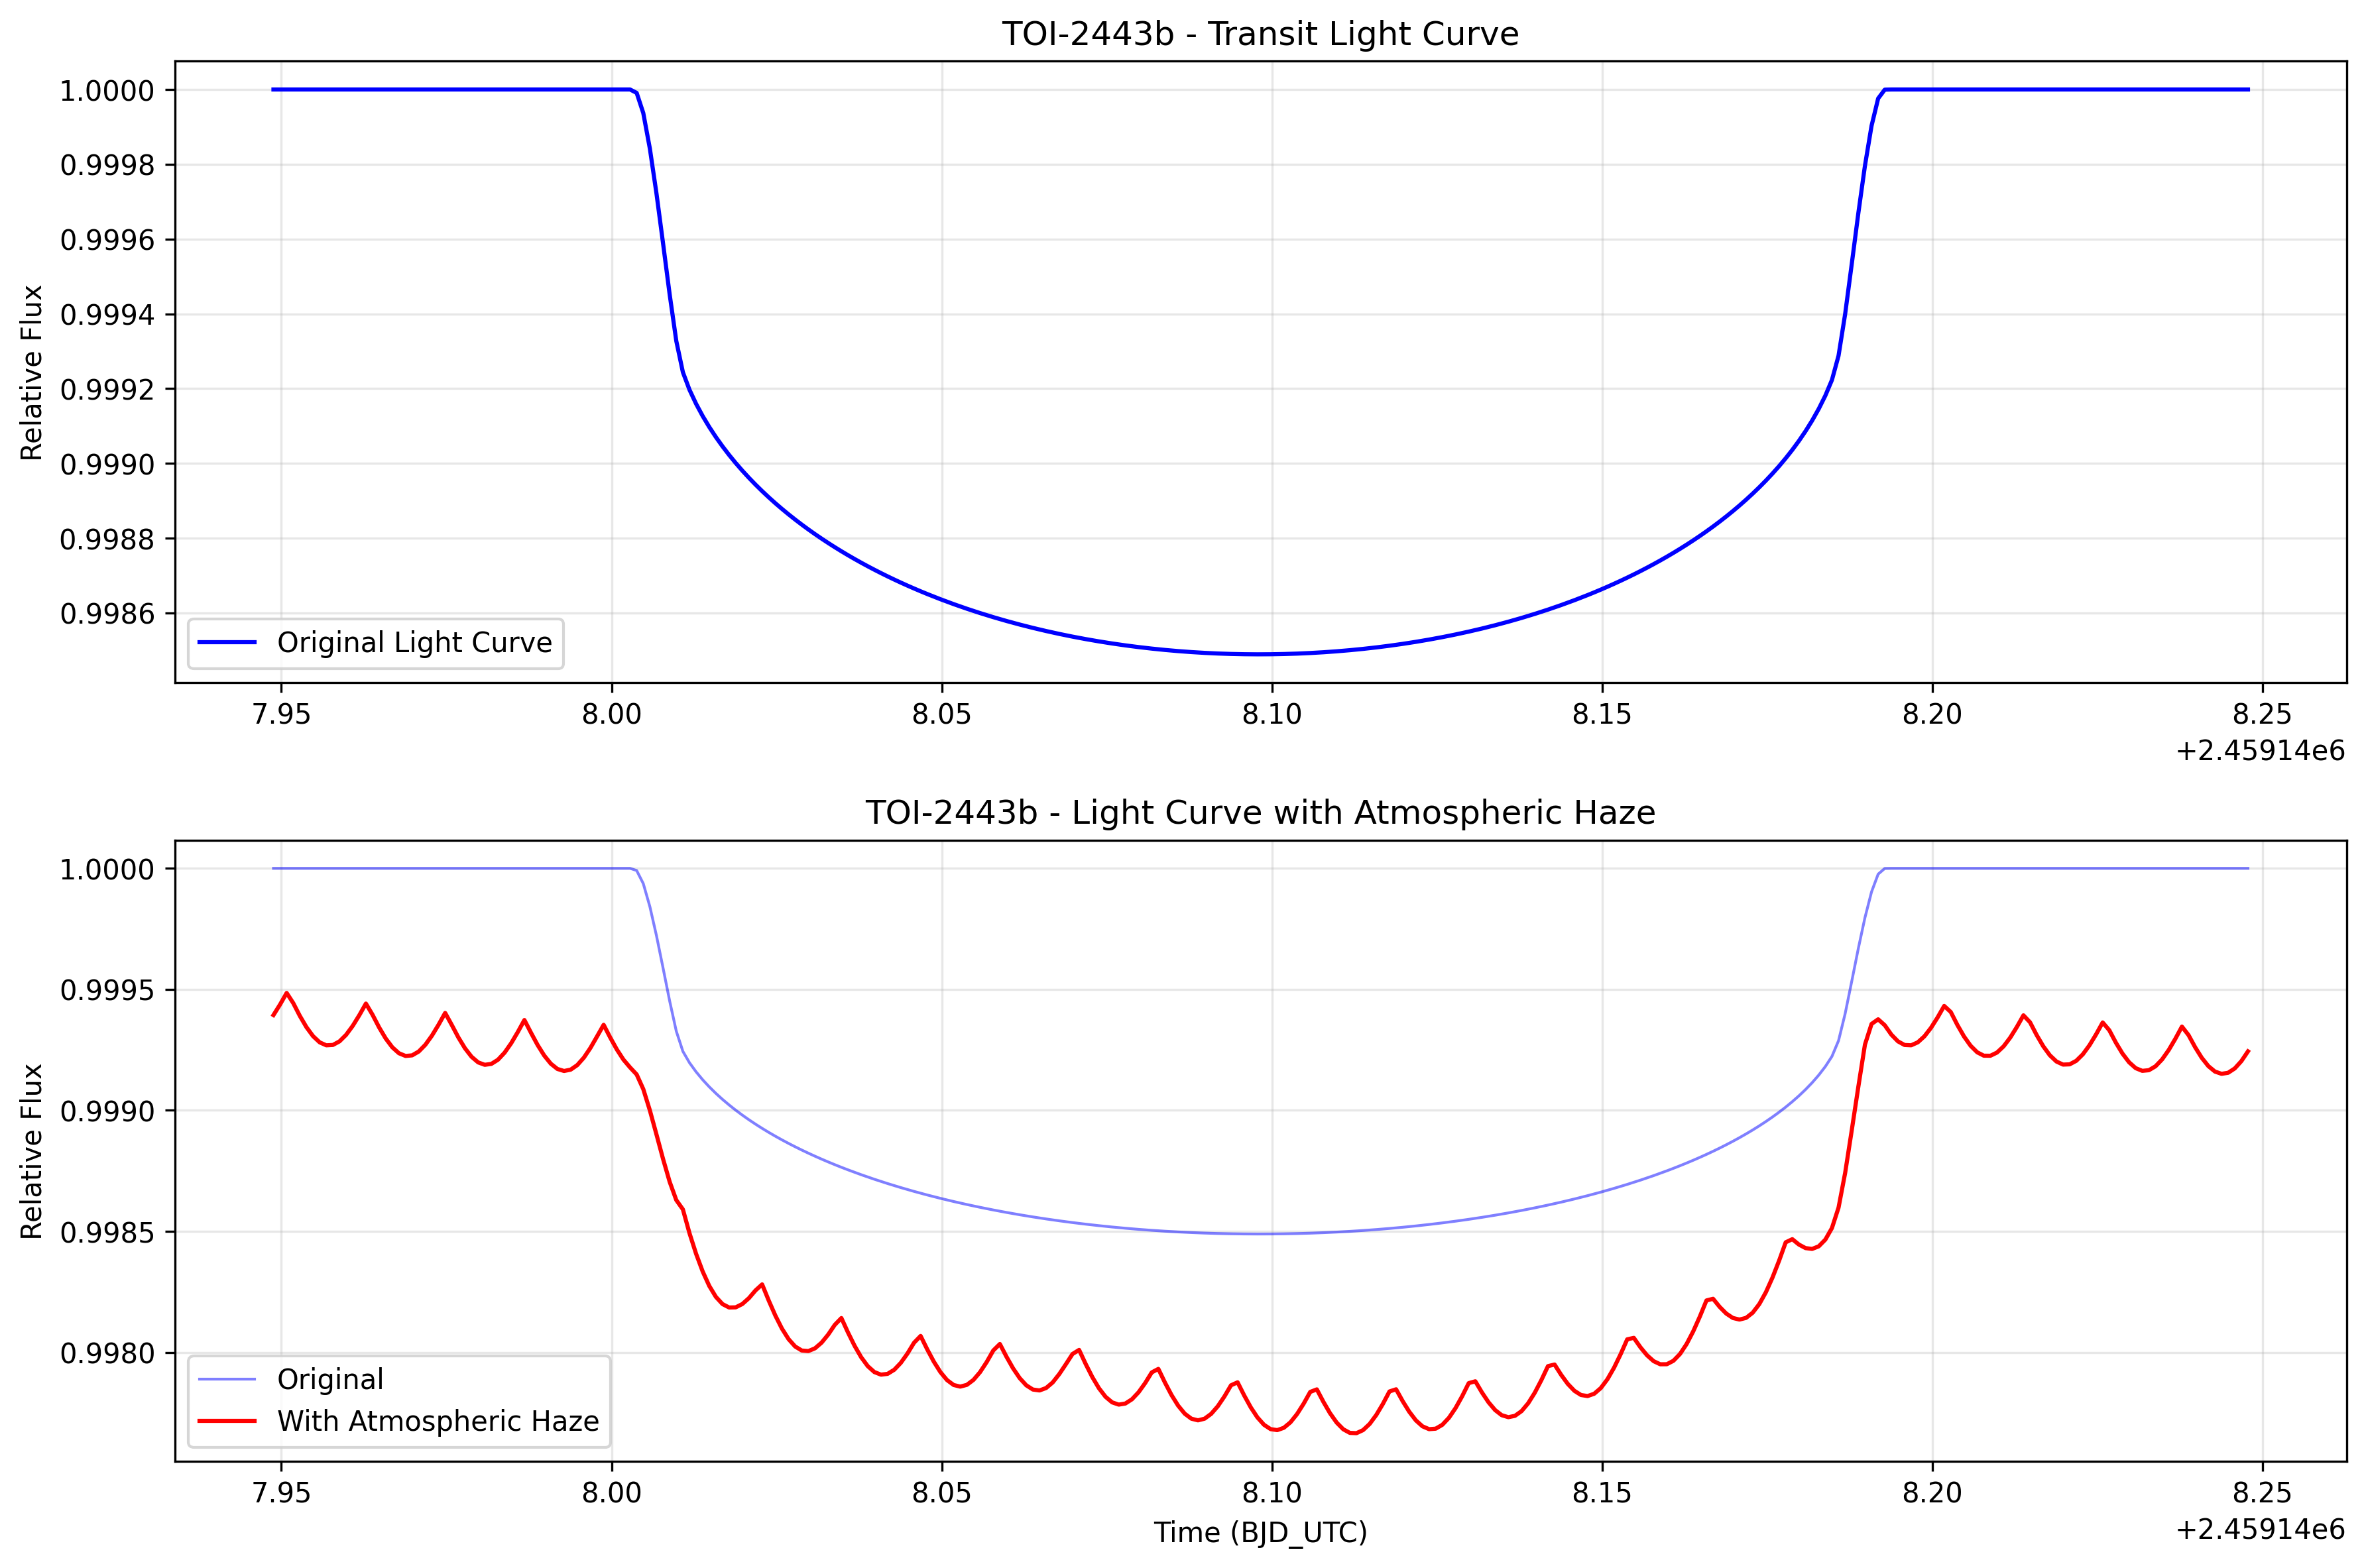 TOI-2443b - Transit Light Curve
Relative Flux
1.0000
0.9998
0.9996
0.9994
0.9992
0.9990
0.9988
0.9986
Original Light Curve
7.95 8.00 8.05 8.10 8.15 8.20 8.25
+2.45914e6
TOI-2443b - Light Curve with Atmospheric Haze
Relative Flux
1.0000
0.9995
0.9990
0.9985
0.9980
Original
With Atmospheric Haze
7.95 8.00 8.05 8.10 8.15 8.20 8.25
Time (BJD_UTC)
+2.45914e6